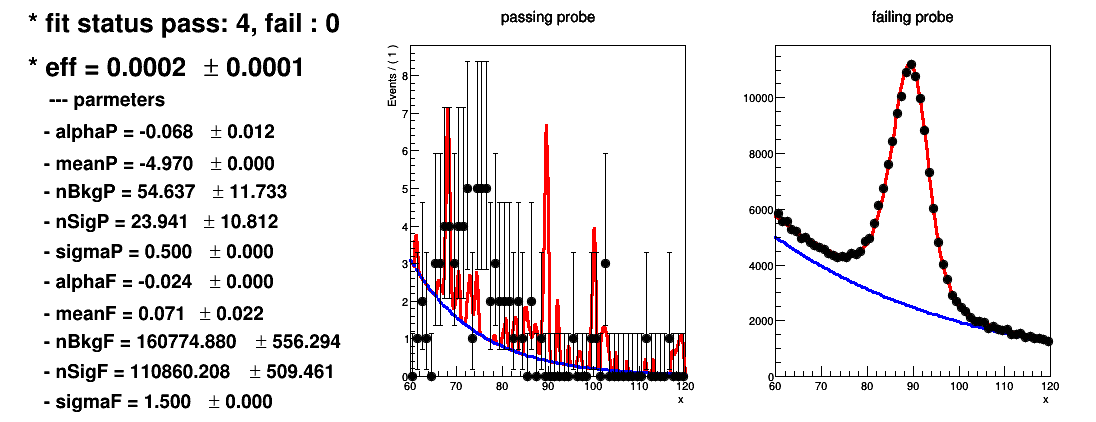 * fit status pass: 4, fail : 0
* eff = 0.0002 ± 0.0001
--- parmeters
- alphaP = -0.068 ± 0.012
- meanP = -4.970 ± 0.000
- nBkgP = 54.637 ± 11.733
- nSigP = 23.941 ± 10.812
- sigmaP = 0.500 ± 0.000
- alphaF = -0.024 ± 0.000
- meanF = 0.071 ± 0.022
- nBkgF = 160774.880 ± 556.294
- nSigF = 110860.208 ± 509.461
- sigmaF = 1.500 ± 0.000
passing probe
Events / ( 1 )
8
7
6
5
4
3
2
1
0
60 70 80 90 100 110 120
x
failing probe
10000
8000
6000
4000
2000
0
60 70 80 90 100 110 120
x